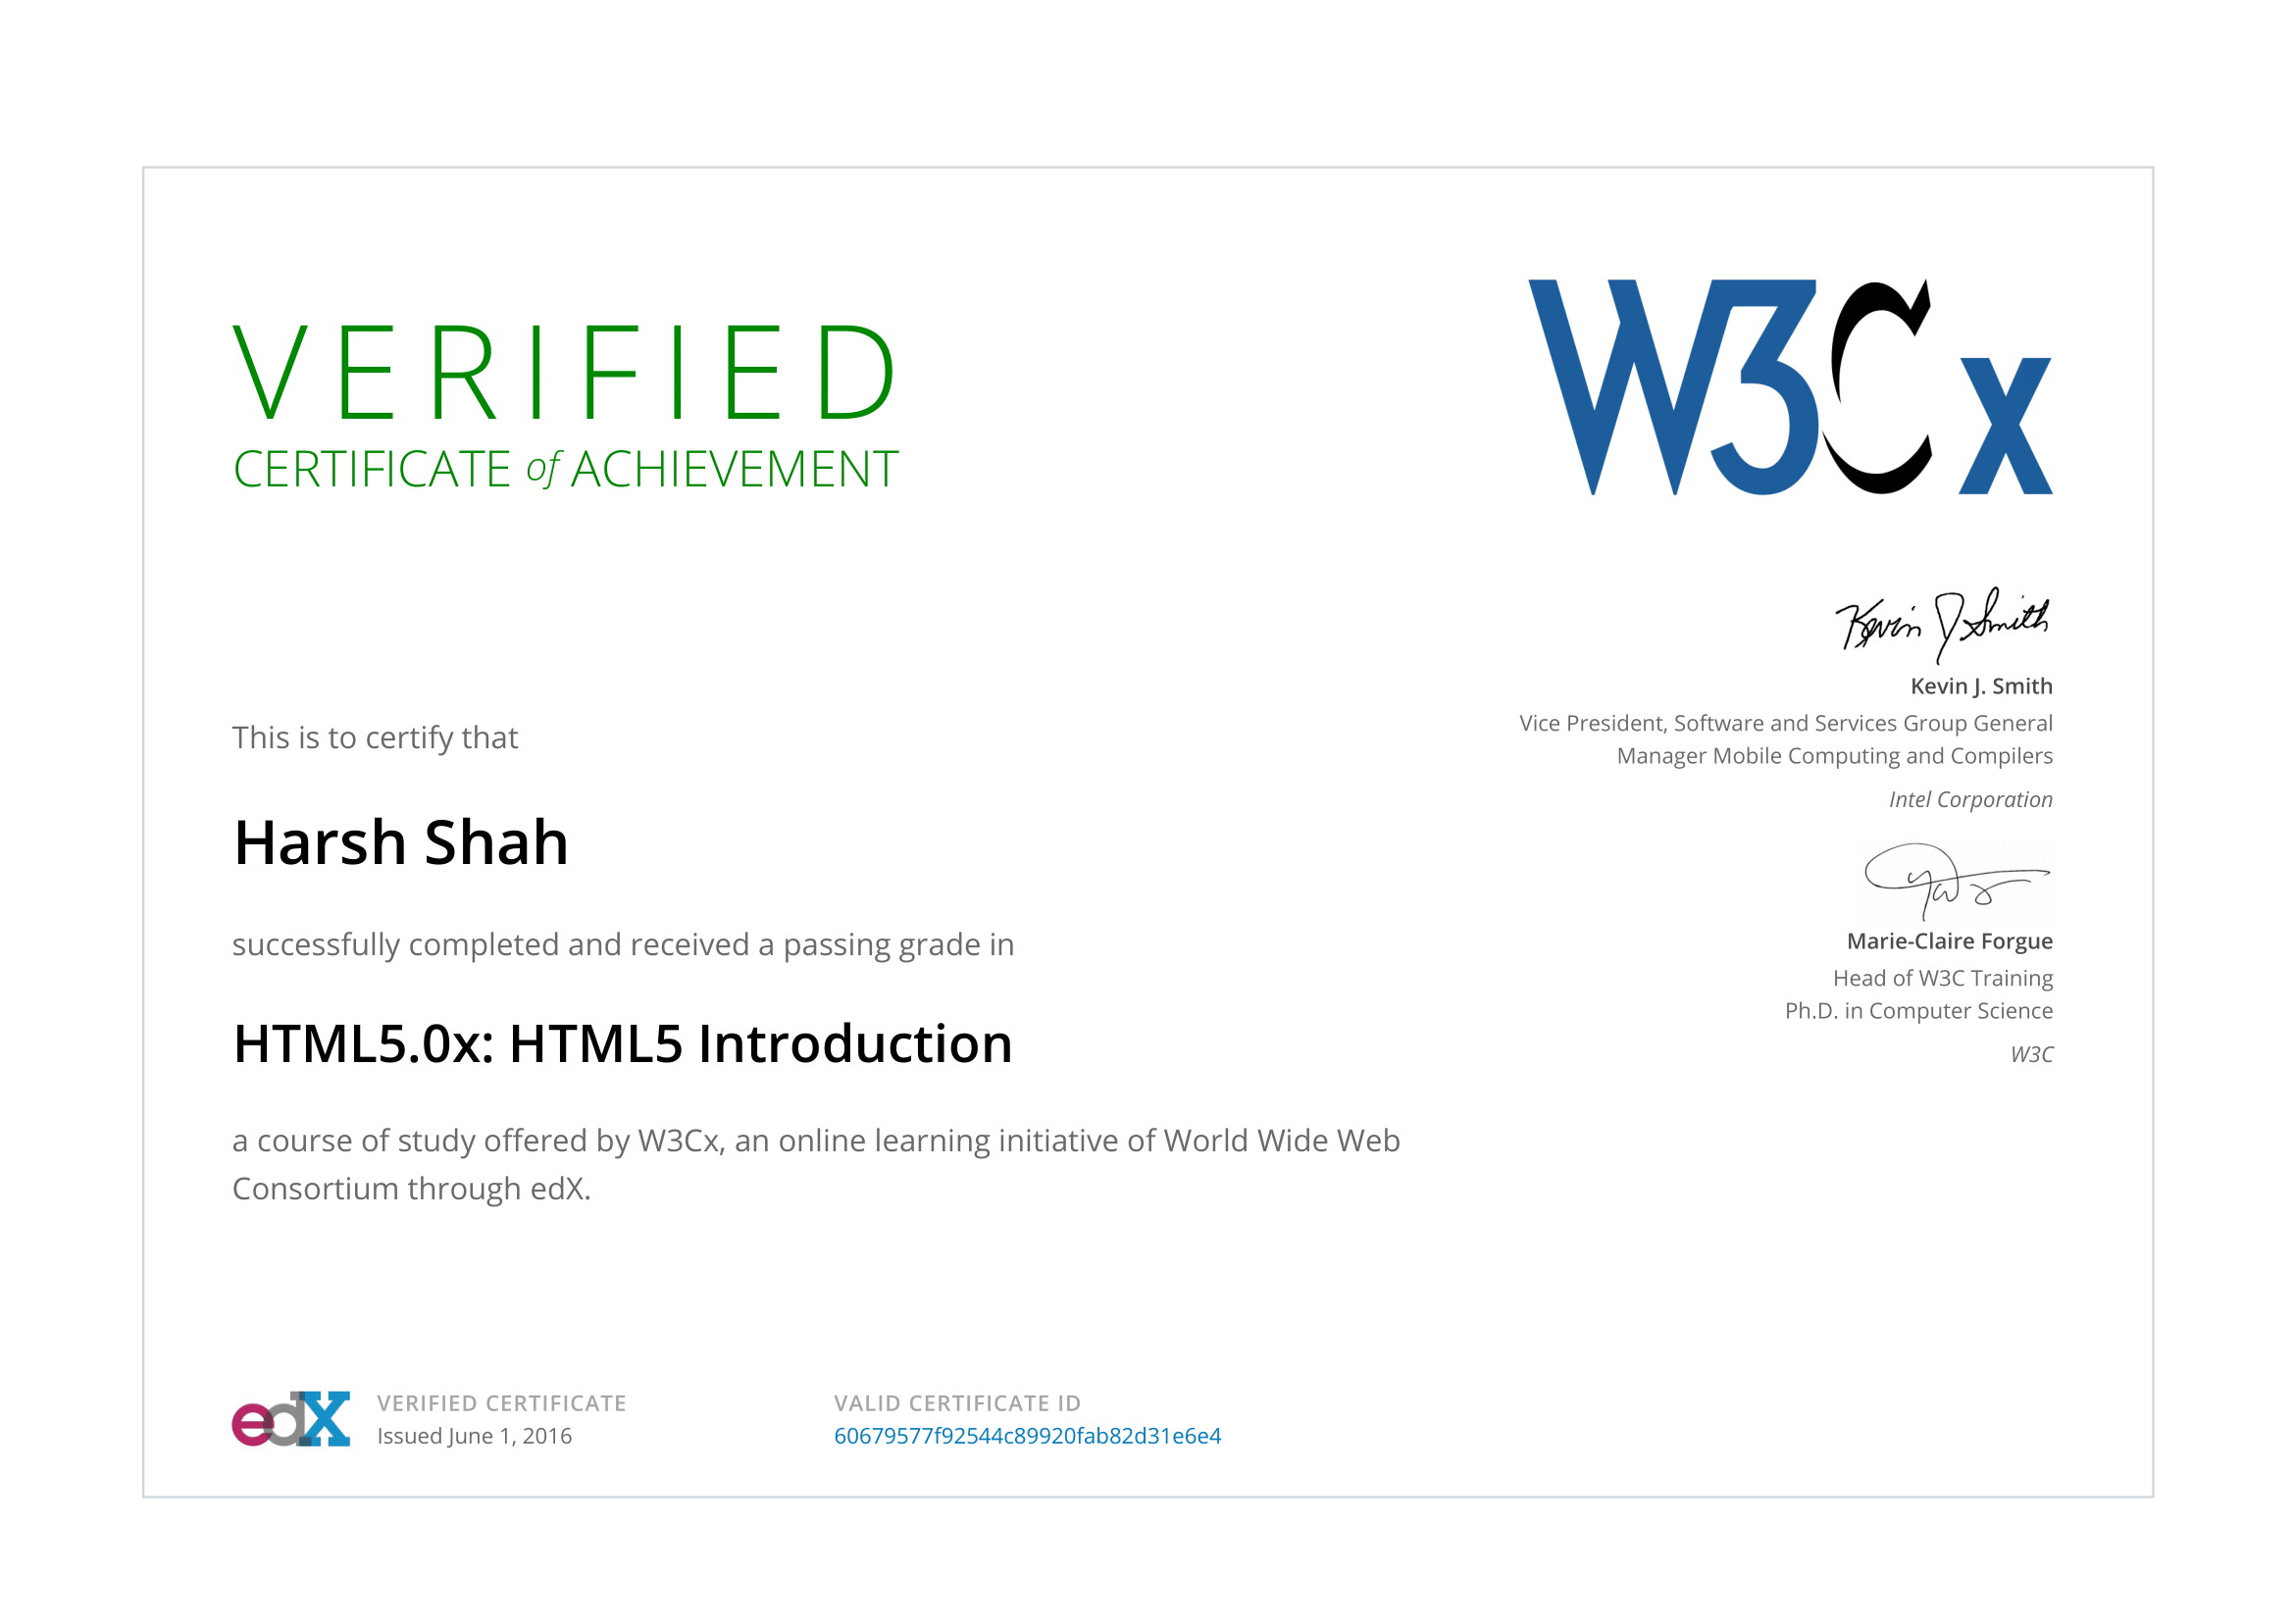 VERIFIED
CERTIFICATE of ACHIEVEMENT
W3Cx
This is to certify that
Harsh Shah
successfully completed and received a passing grade in
HTML5.0x: HTML5 Introduction
a course of study offered by W3Cx, an online learning initiative of World Wide Web
Consortium through edX.
Kevin J Smith
Kevin J. Smith
Vice President, Software and Services Group General
Manager Mobile Computing and Compilers
Intel Corporation
Marie-Claire Forgue
Head of W3C Training
Ph.D. in Computer Science
W3C
edX
VERIFIED CERTIFICATE
Issued June 1, 2016
VALID CERTIFICATE ID
60679577f92544c89920fab82d31e6e4